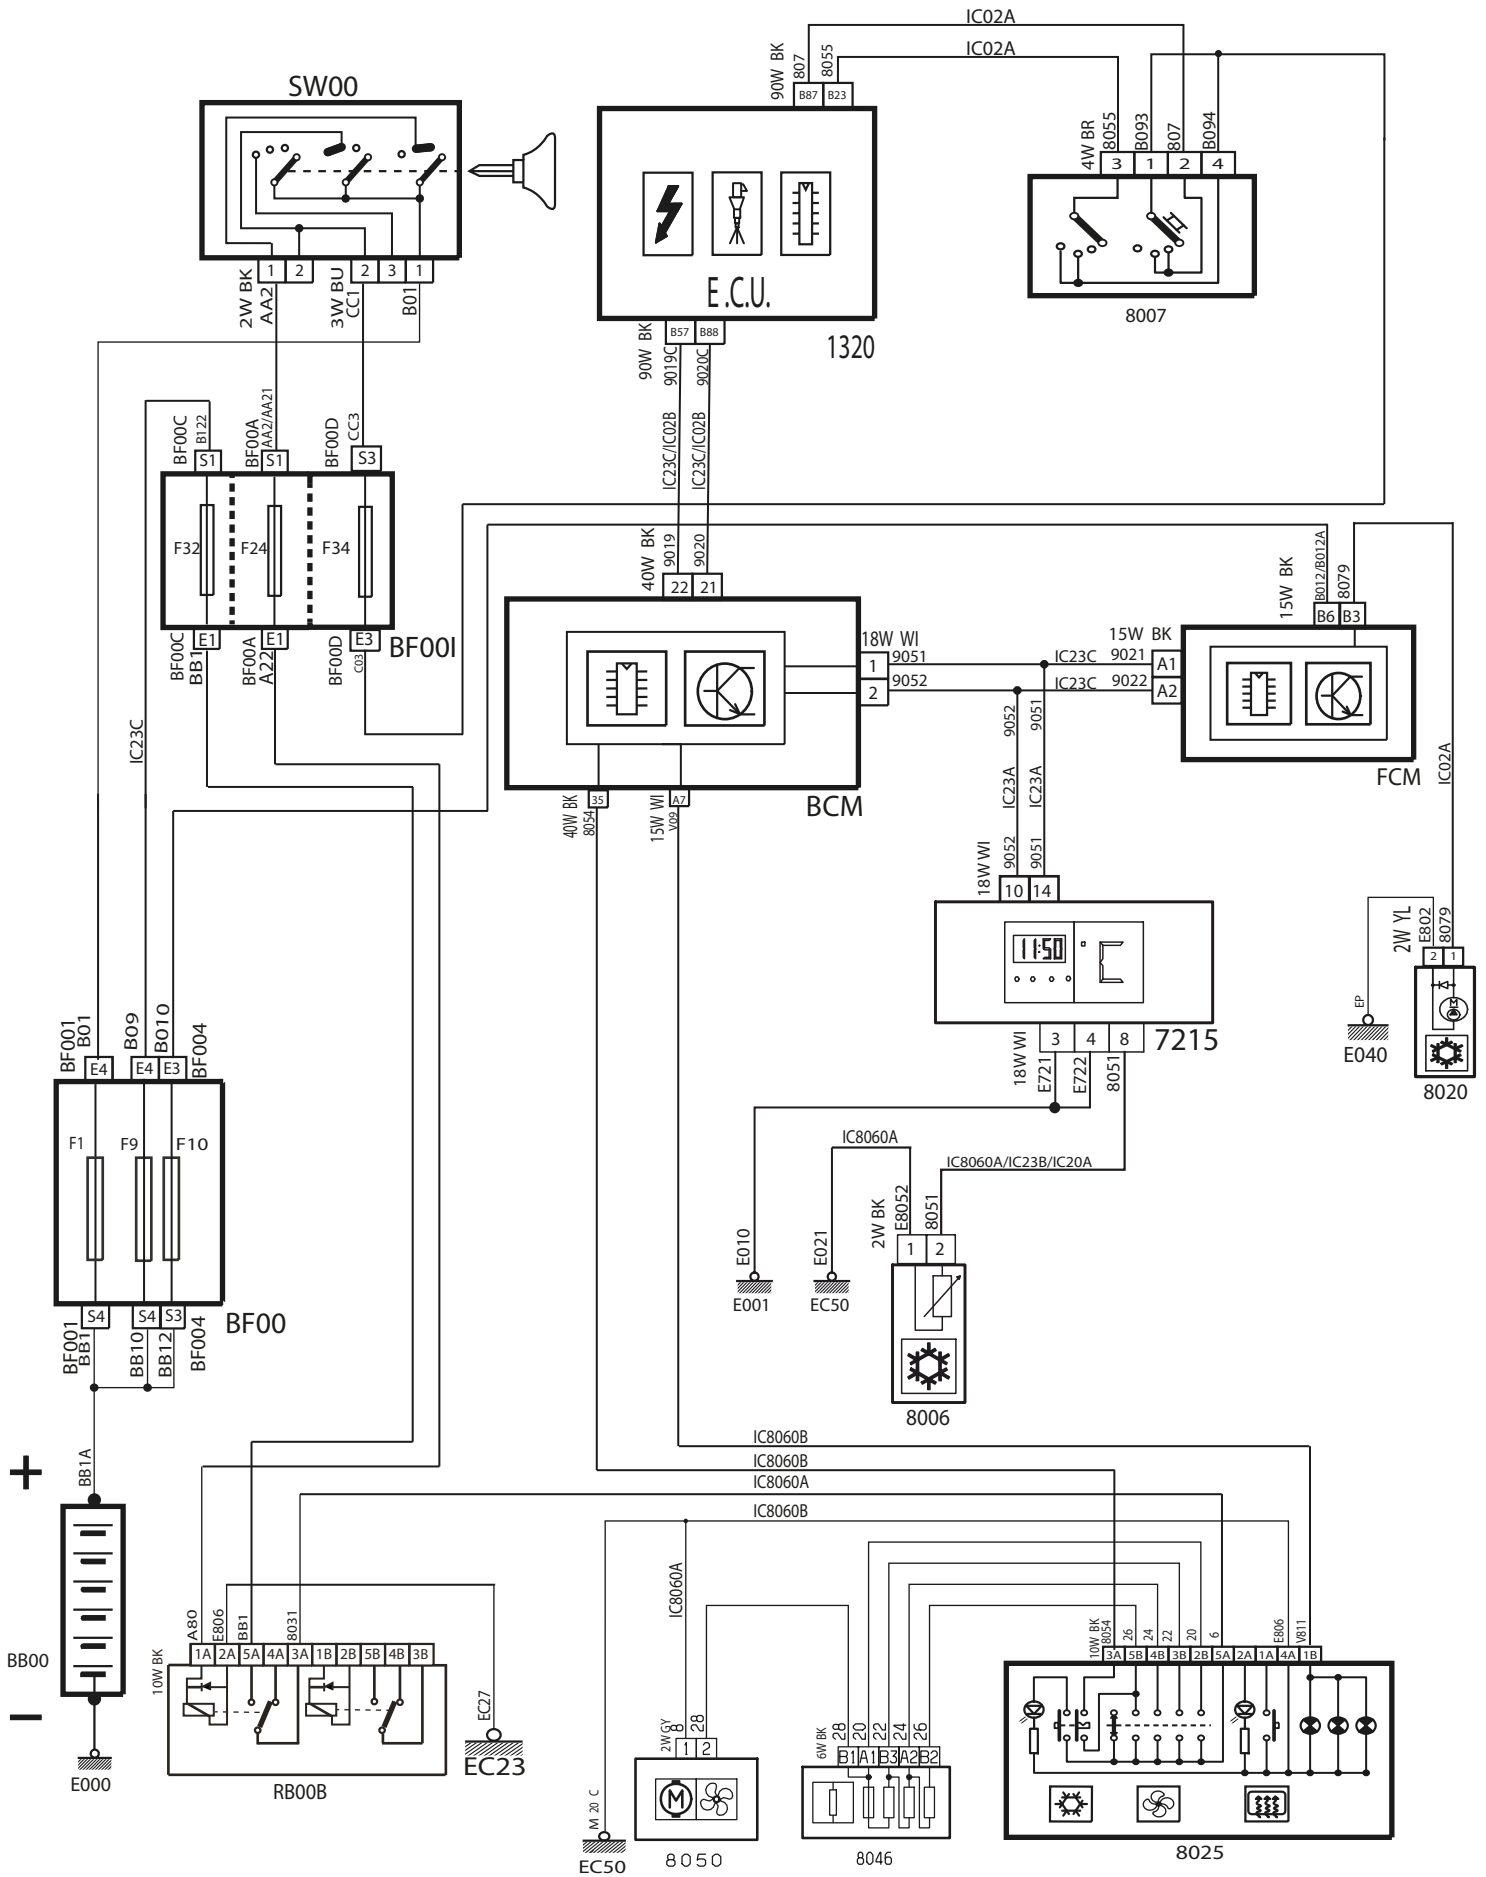 IC02A
IC02A
90W BK
807
8055
B87
B23
SW00
4W BR
8055
B093
807
B094
3
1
2
4
8007
E.C.U.
1320
1
2
2
3
1
2W BK
AA2
3W BU
CC1
B01
90W BK
B57
B88
9019C
9020C
IC23C/IC02B
IC23C/IC02B
BF00C
B122
BF00A
AA2/AA21
BF00D
CC3
S1
S1
S3
F32
F24
F34
E1
E1
E3
BF00I
BF00C
BB1
BF00A
A22
BF00D
C03
40W BK
9019
9020
22
21
18W WI
1
9051
2
9052
BCM
40W BK
35
8054
15W WI
A7
V09
IC23C
9021
IC23C
9022
15W BK
A1
A2
15W BK
B012/B012A
8079
B6
B3
FCM
IC02A
IC23C
9052
9051
IC23A
IC23A
9052
9051
18W WI
10
14
11:50
7215
18W WI
3
4
8
E721
E722
8051
2W YL
E802
8079
2
1
M
8020
EP
E040
BF001
B01
B09
B010
BF004
E4
E4
E3
F1
F9
F10
S4
S4
S3
BF00
BF001
BB1
BB10
BB12
BF004
IC8060A
IC8060A/IC23B/IC20A
E010
E001
E021
EC50
2W BK
E8052
8051
1
2
8006
+
BB1A
BB00
−
E000
IC8060B
IC8060B
IC8060A
IC8060B
IC8060A
10W BK
A80
E806
BB1
8031
1A
2A
5A
4A
3A
1B
2B
5B
4B
3B
RB00B
EC27
EC23
M 20 C
EC50
2W GY
8
28
1
2
M
8050
6W BK
28
20
22
24
26
B1
A1
B3
A2
B2
8046
10W BK
8054
26
24
22
20
6
E806
V811
3A
5B
4B
3B
2B
5A
2A
1A
4A
1B
8025